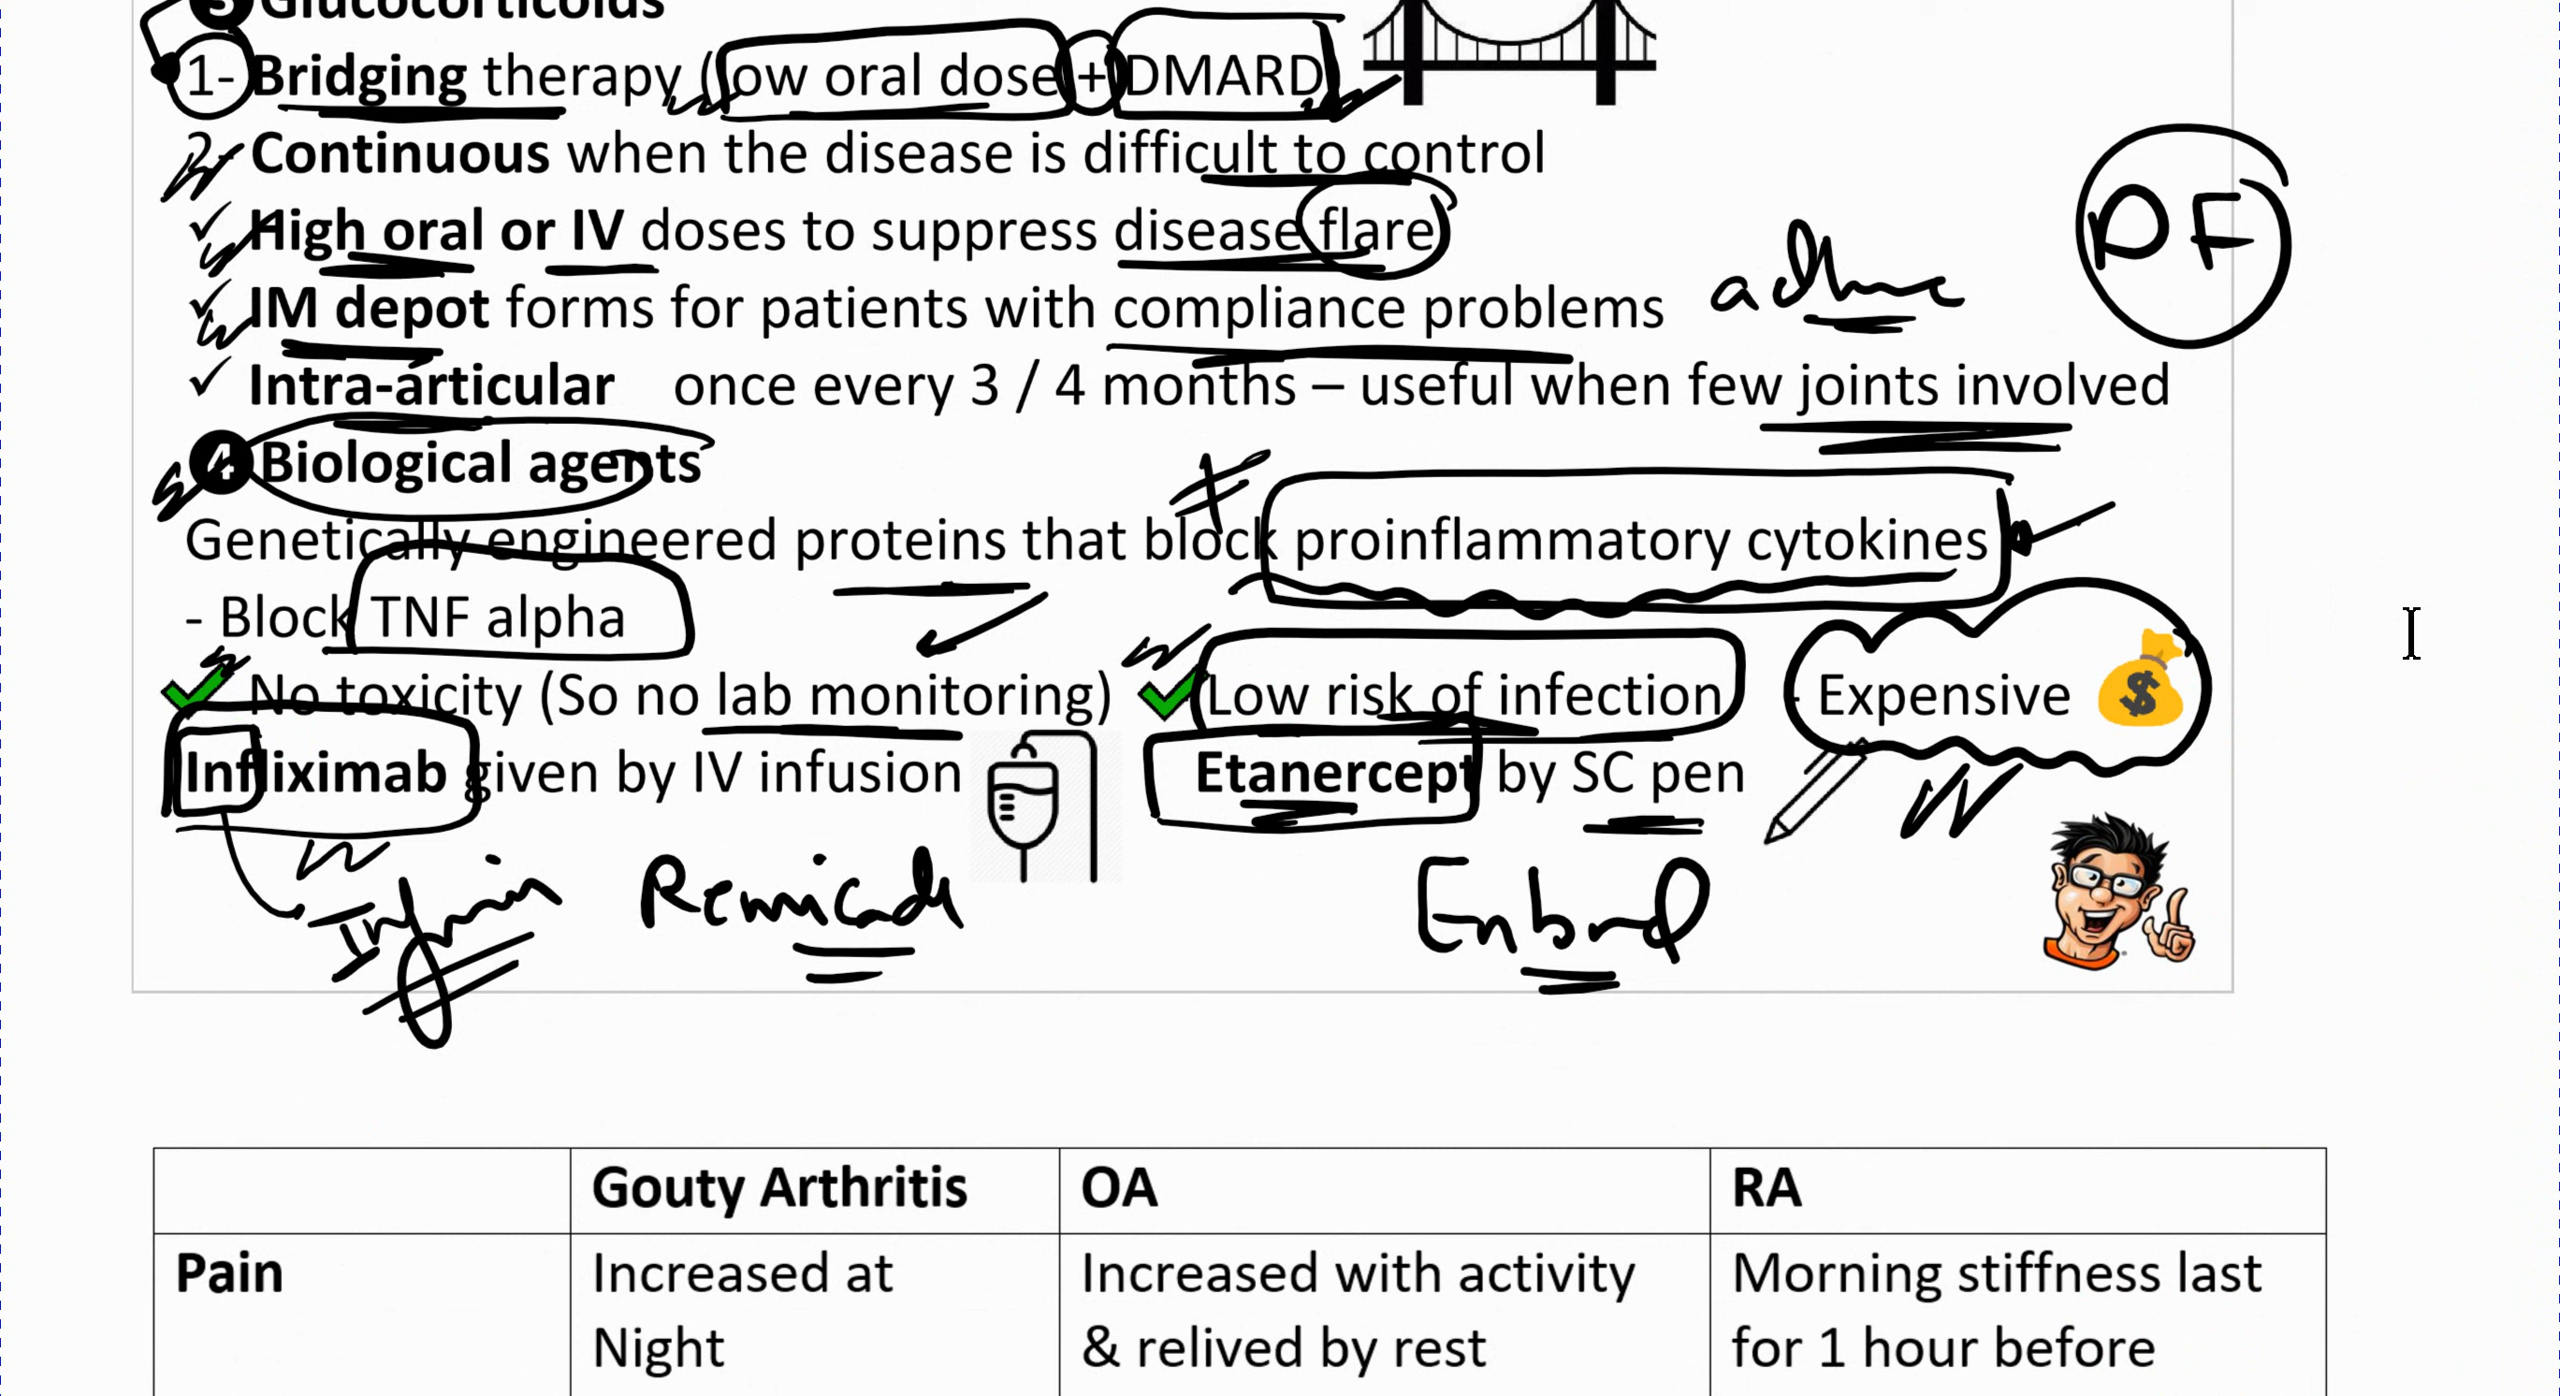 3 Glucocorticoids
1- Bridging therapy (low oral dose + DMARD)
2- Continuous when the disease is difficult to control
✓ High oral or IV doses to suppress disease flare
✓ IM depot forms for patients with compliance problems
✓ Intra-articular once every 3 / 4 months – useful when few joints involved
4 Biological agents
Genetically engineered proteins that block proinflammatory cytokines
- Block TNF alpha
✓ No toxicity (So no lab monitoring) ✓ Low risk of infection - Expensive $
Infliximab given by IV infusion Etanercept by SC pen
Remicade Enbrel
Gouty Arthritis OA RA
Pain Increased at Increased with activity Morning stiffness last
Night & relived by rest for 1 hour before